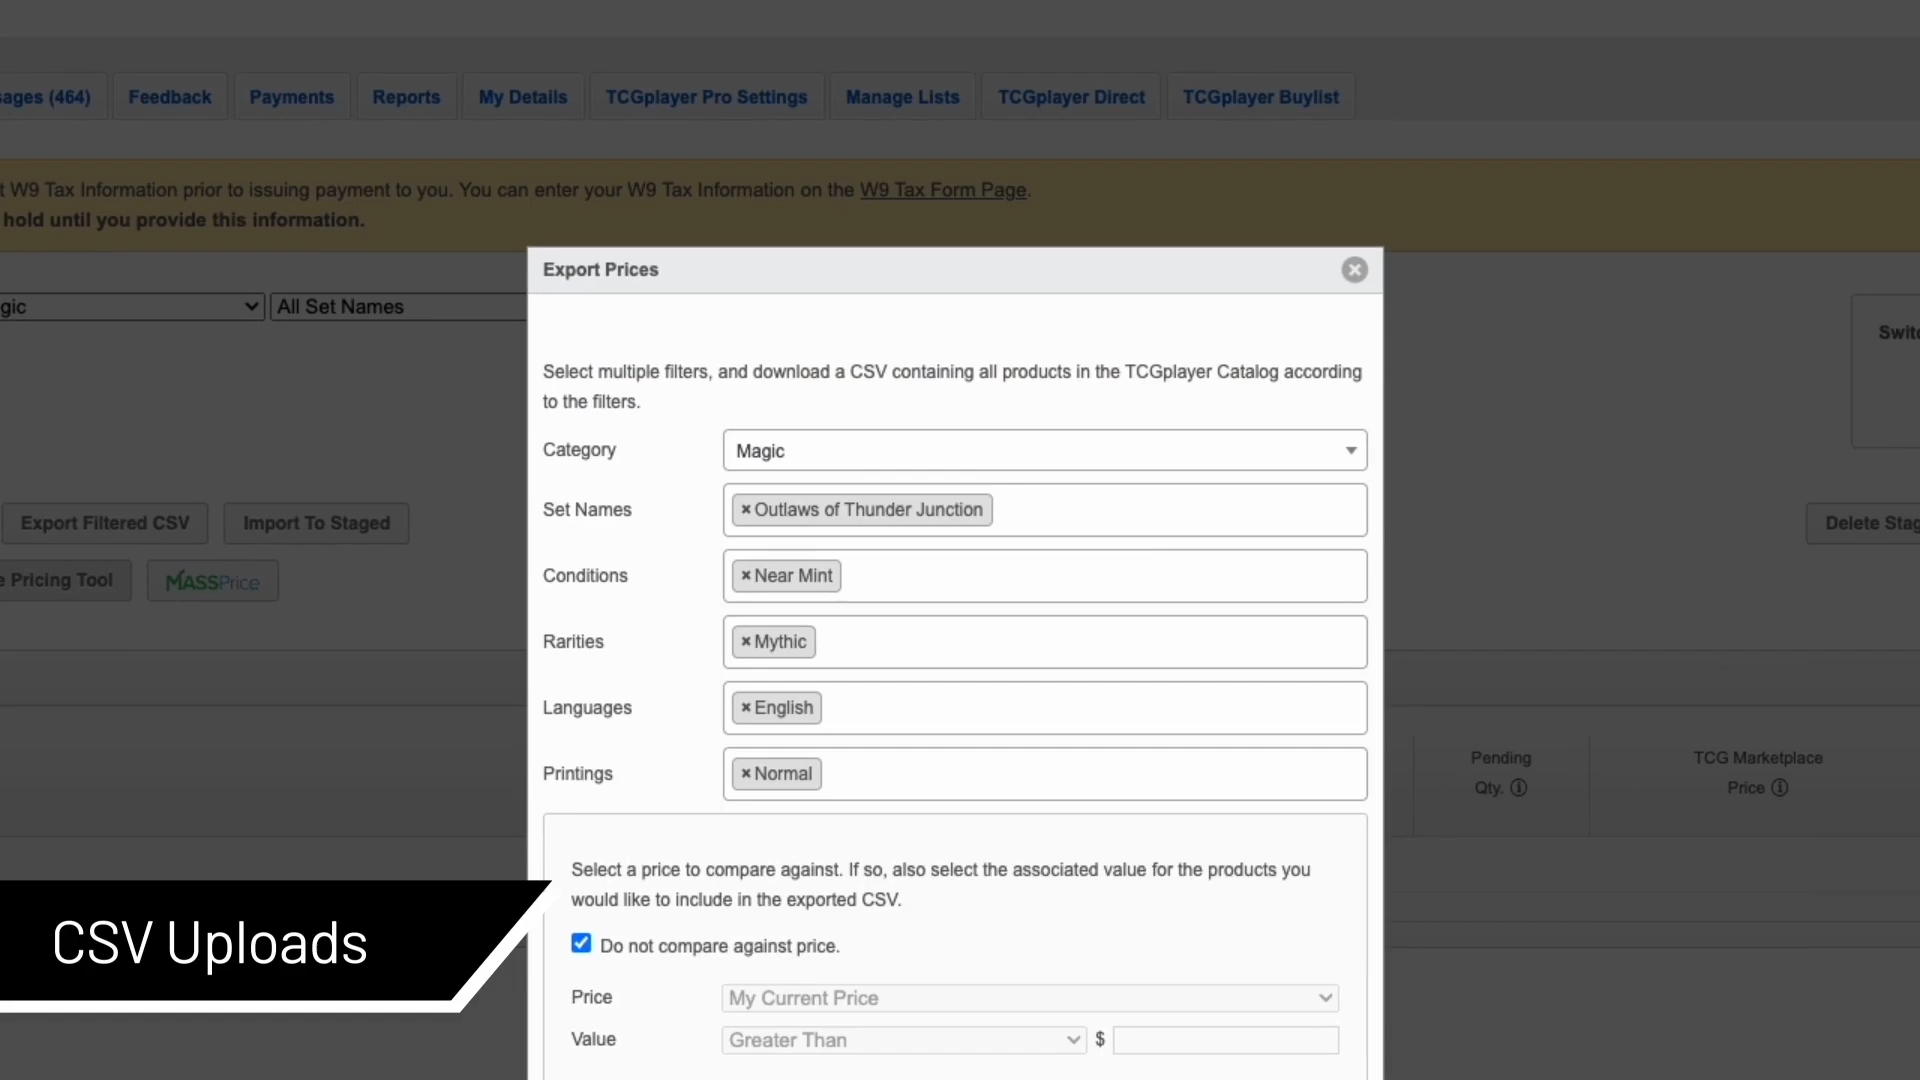 sages (464) Feedback Payments Reports My Details TCGplayer Pro Settings Manage Lists TCGplayer Direct TCGplayer Buylist
t W9 Tax Information prior to issuing payment to you. You can enter your W9 Tax Information on the W9 Tax Form Page.
hold until you provide this information.
Export Prices
gic All Set Names
Switc
Select multiple filters, and download a CSV containing all products in the TCGplayer Catalog according
to the filters.
Category Magic
Set Names × Outlaws of Thunder Junction
Export Filtered CSV Import To Staged
Delete Stag
Conditions × Near Mint
e Pricing Tool MASSPrice
Rarities × Mythic
Languages × English
Printings × Normal
Pending
Qty.
TCG Marketplace
Price
Select a price to compare against. If so, also select the associated value for the products you
would like to include in the exported CSV.
Do not compare against price.
Price My Current Price
Value Greater Than $
CSV Uploads